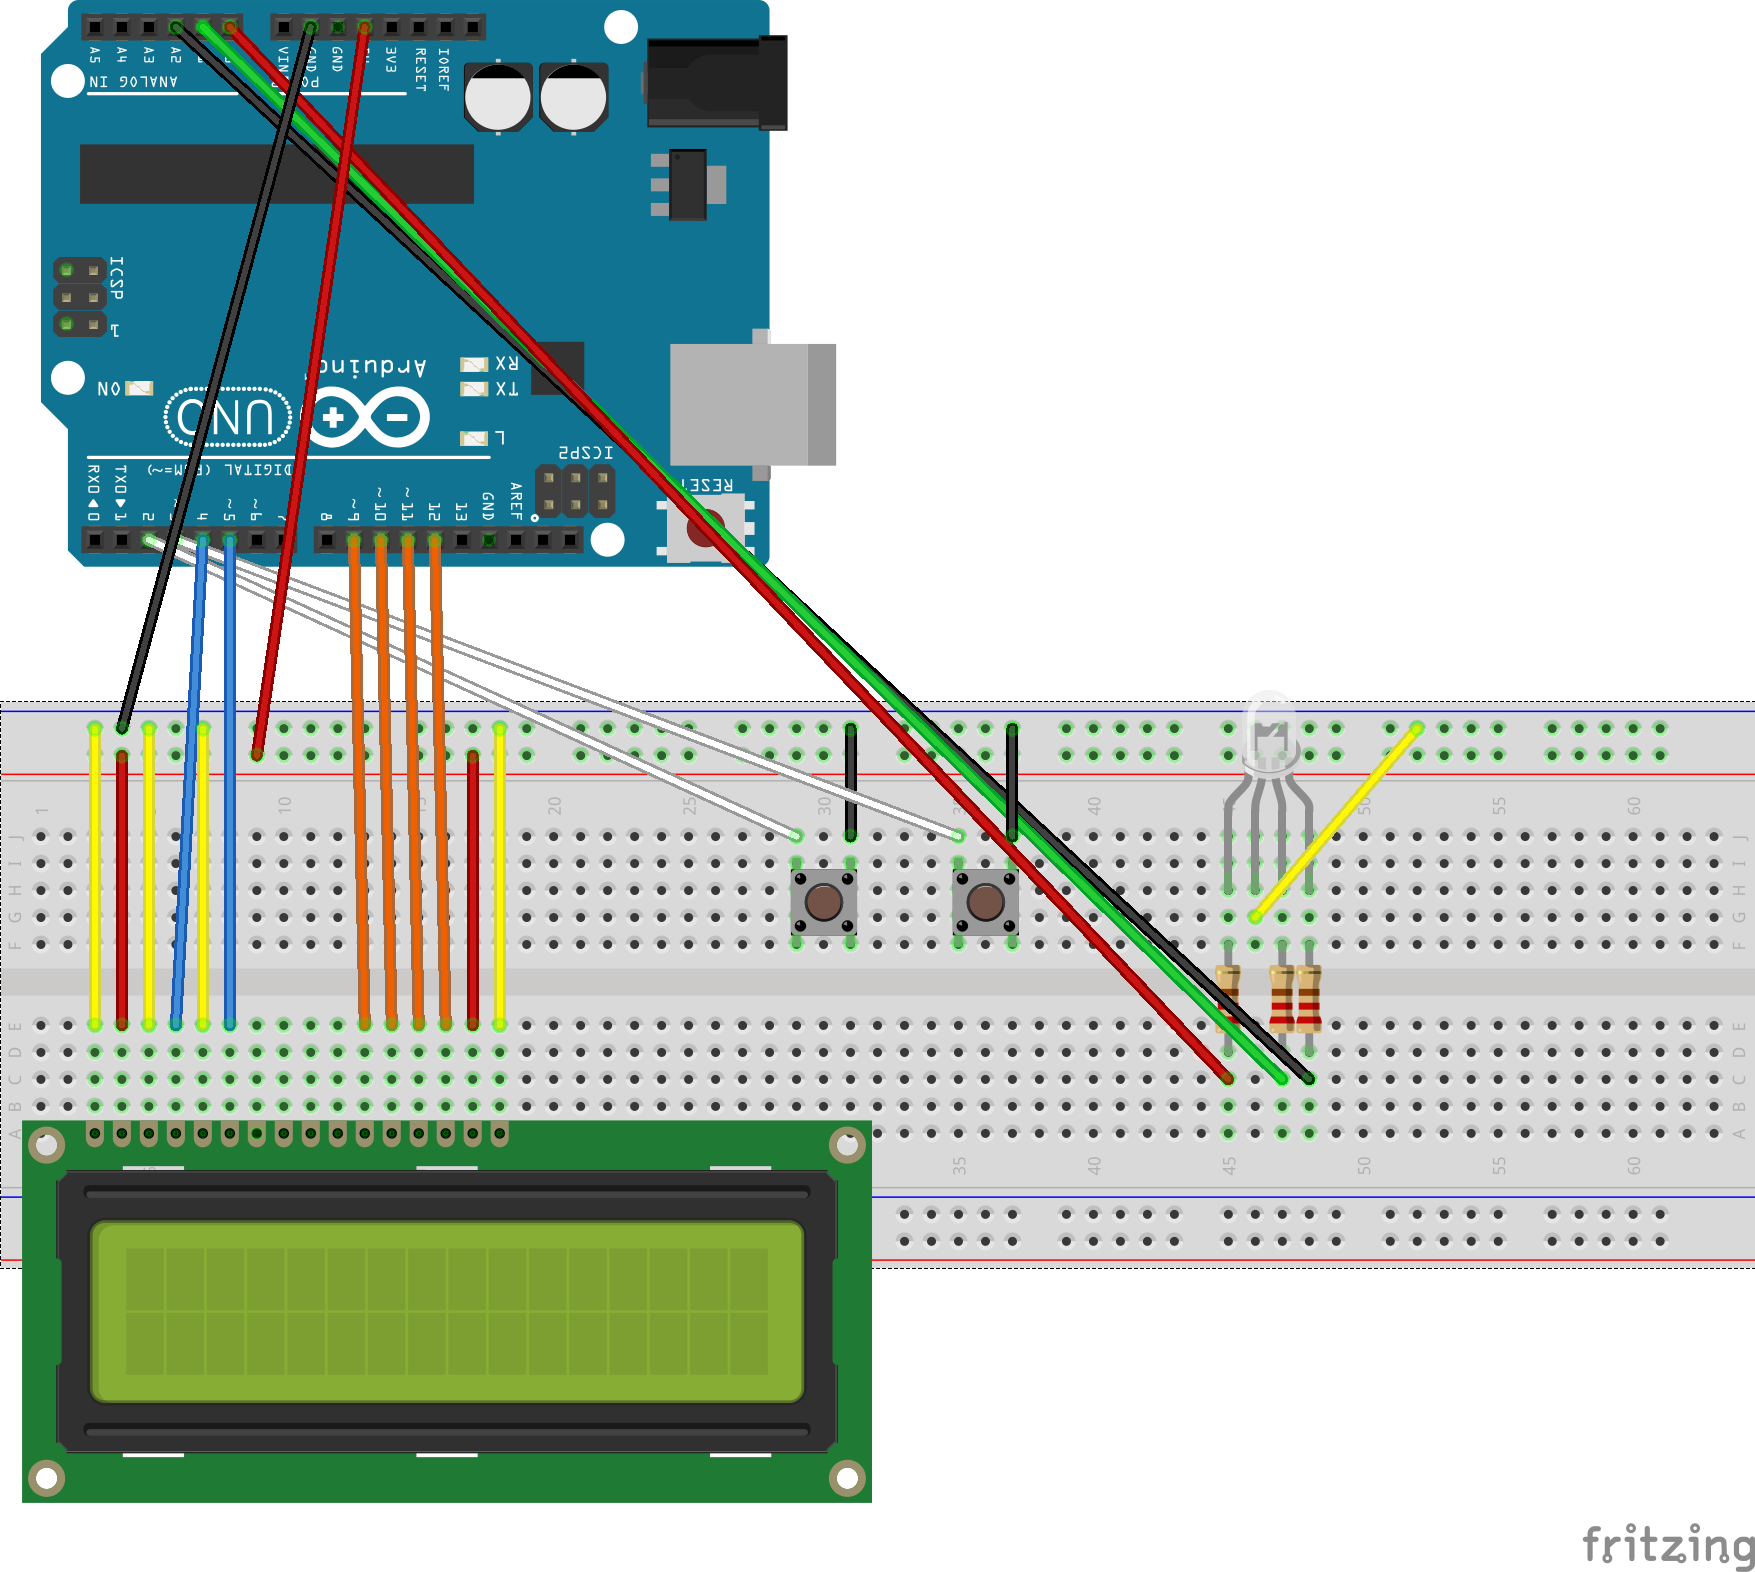 A5 A4 A3 A2 VIN GND GND 3V3 RESET IOREF
ANALOG IN
ICSP
1
Arduino
RX
TX
ON
UNO
L
ICSP2
DIGITAL (PWM=~)
RESET
RX0 TX0
0 1 2 4 ~5 ~6 7 8 ~9 ~10 ~11 12 13 GND AREF
1 10 15 20 25 30 35 40 45 50 55 60
J J
I I
H H
G G
F F
E E
D D
C C
B B
A A
35 40 45 50 55 60
fritzing